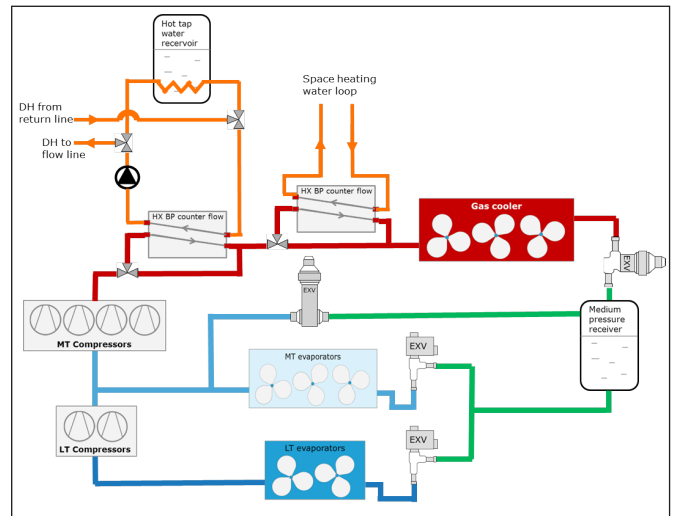 Hot tap
water
recervoir
Space heating
water loop
DH from
return line
DH to
flow line
HX BP counter flow
HX BP counter flow
Gas cooler
EXV
EXV
Medium
pressure
receiver
MT Compressors
MT evaporators
EXV
LT Compressors
LT evaporators
EXV